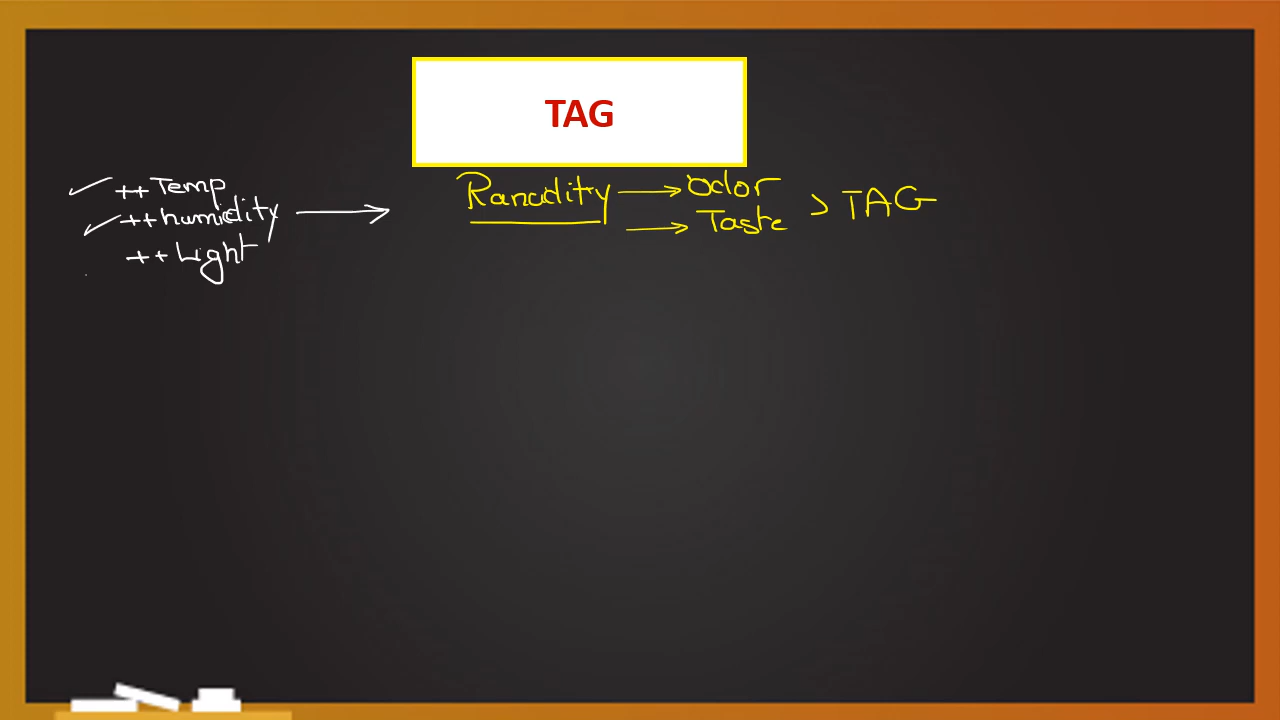 TAG
++Temp
++humidity → Rancidity → odor > TAG
→ Taste
++Light